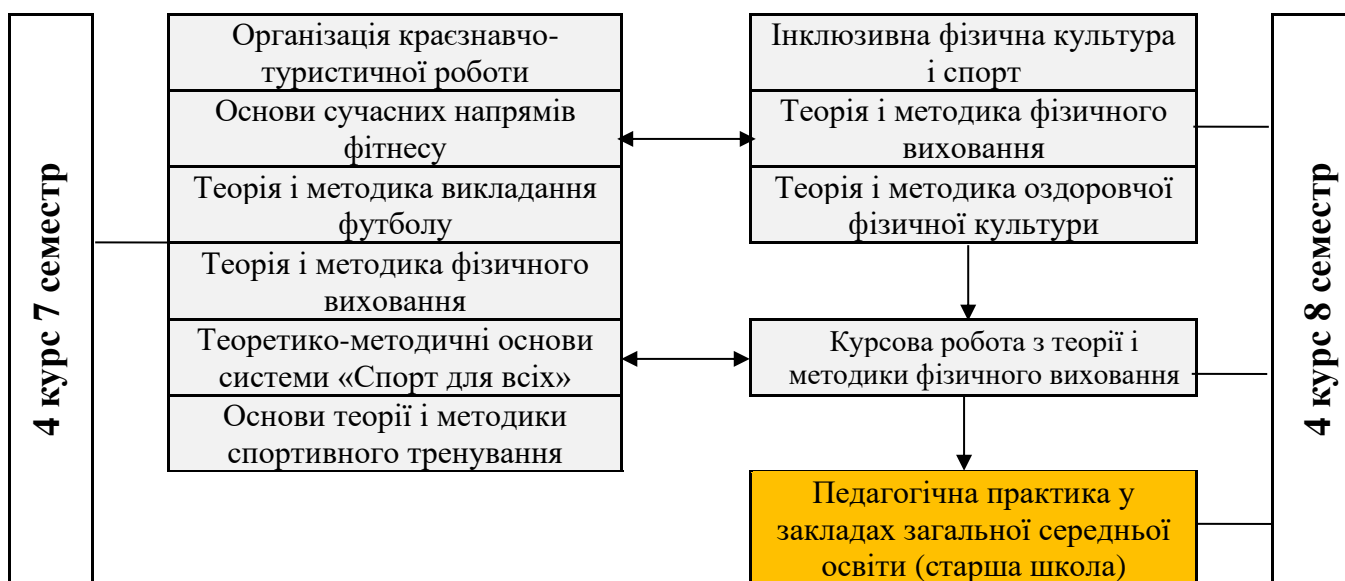 4 курс 7 семестр
Організація краєзнавчо-
туристичної роботи
Основи сучасних напрямів
фітнесу
Теорія і методика викладання
футболу
Теорія і методика фізичного
виховання
Теоретико-методичні основи
системи «Спорт для всіх»
Основи теорії і методики
спортивного тренування
Інклюзивна фізична культура
і спорт
Теорія і методика фізичного
виховання
Теорія і методика оздоровчої
фізичної культури
Курсова робота з теорії і
методики фізичного виховання
Педагогічна практика у
закладах загальної середньої
освіти (старша школа)
4 курс 8 семестр